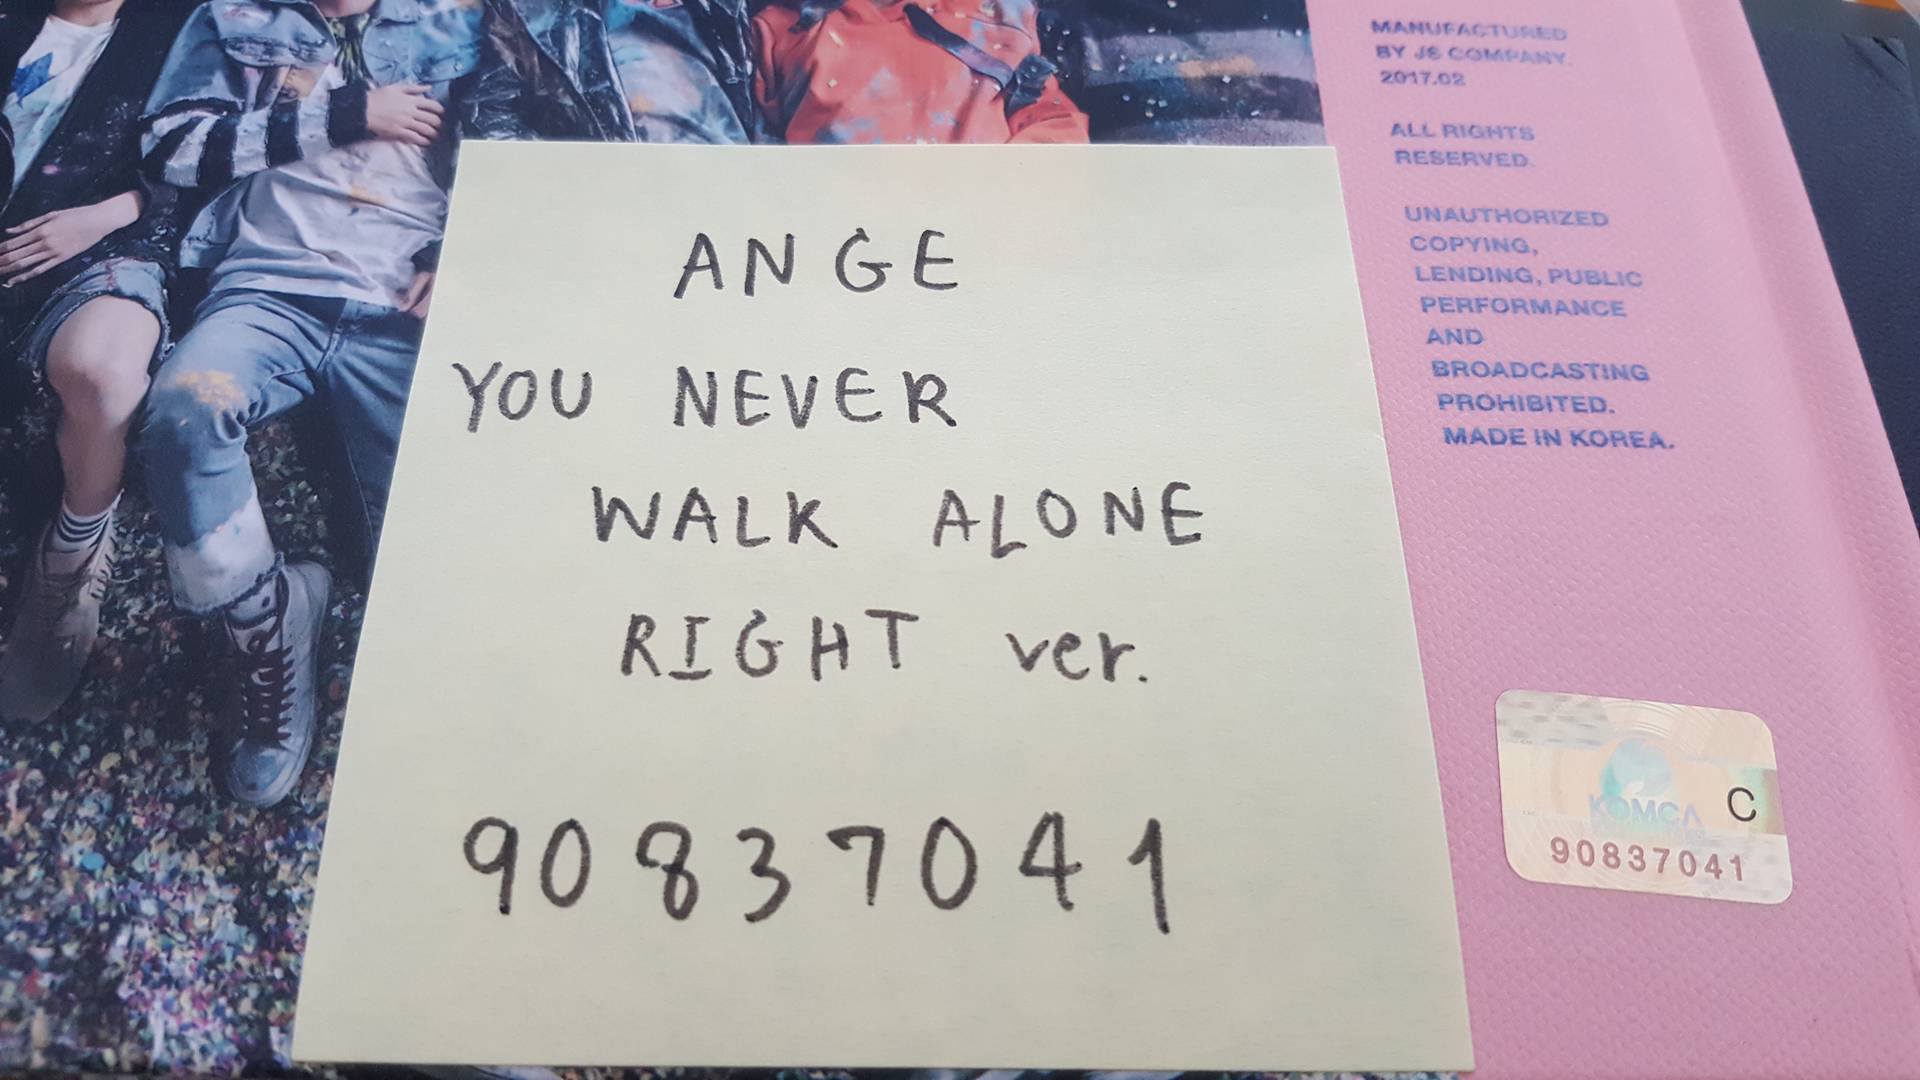 ANGE
YOU NEVER
WALK ALONE
RIGHT ver.
90837041
MANUFACTURED
BY JS COMPANY
2017.02
ALL RIGHTS
RESERVED.
UNAUTHORIZED
COPYING,
LENDING, PUBLIC
PERFORMANCE
AND
BROADCASTING
PROHIBITED.
MADE IN KOREA.
KOMCA C
90837041